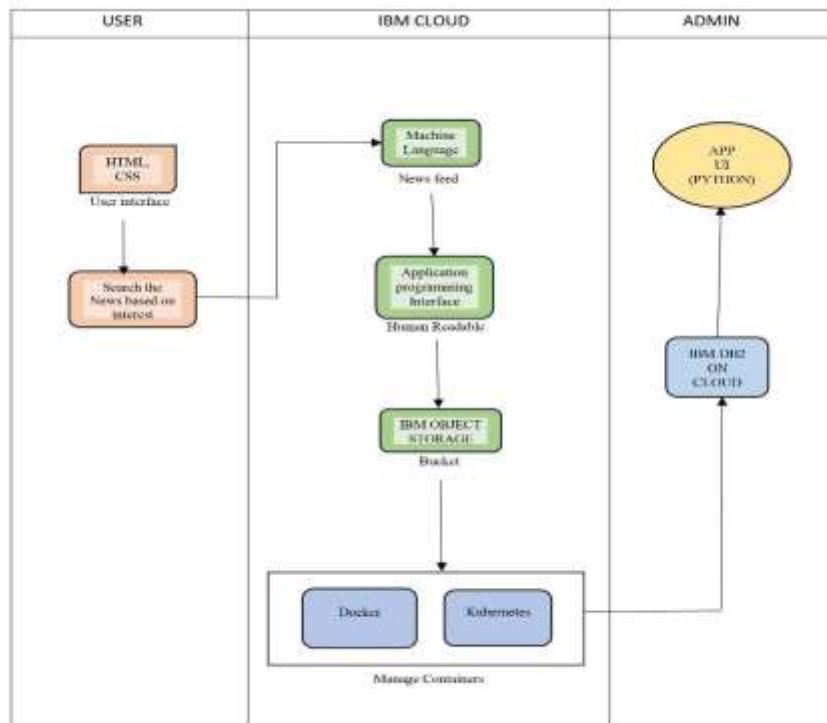 USER
IBM CLOUD
ADMIN
HTML,
CSS
User interface
Search the
News based on
interest
Machine
Language
News feed
Application
programming
Interface
Human Readable
IBM OBJECT
STORAGE
Bucket
Docker
Kubernetes
Manage Containers
APP
UI
(PYTHON)
IBM DB2
ON
CLOUD